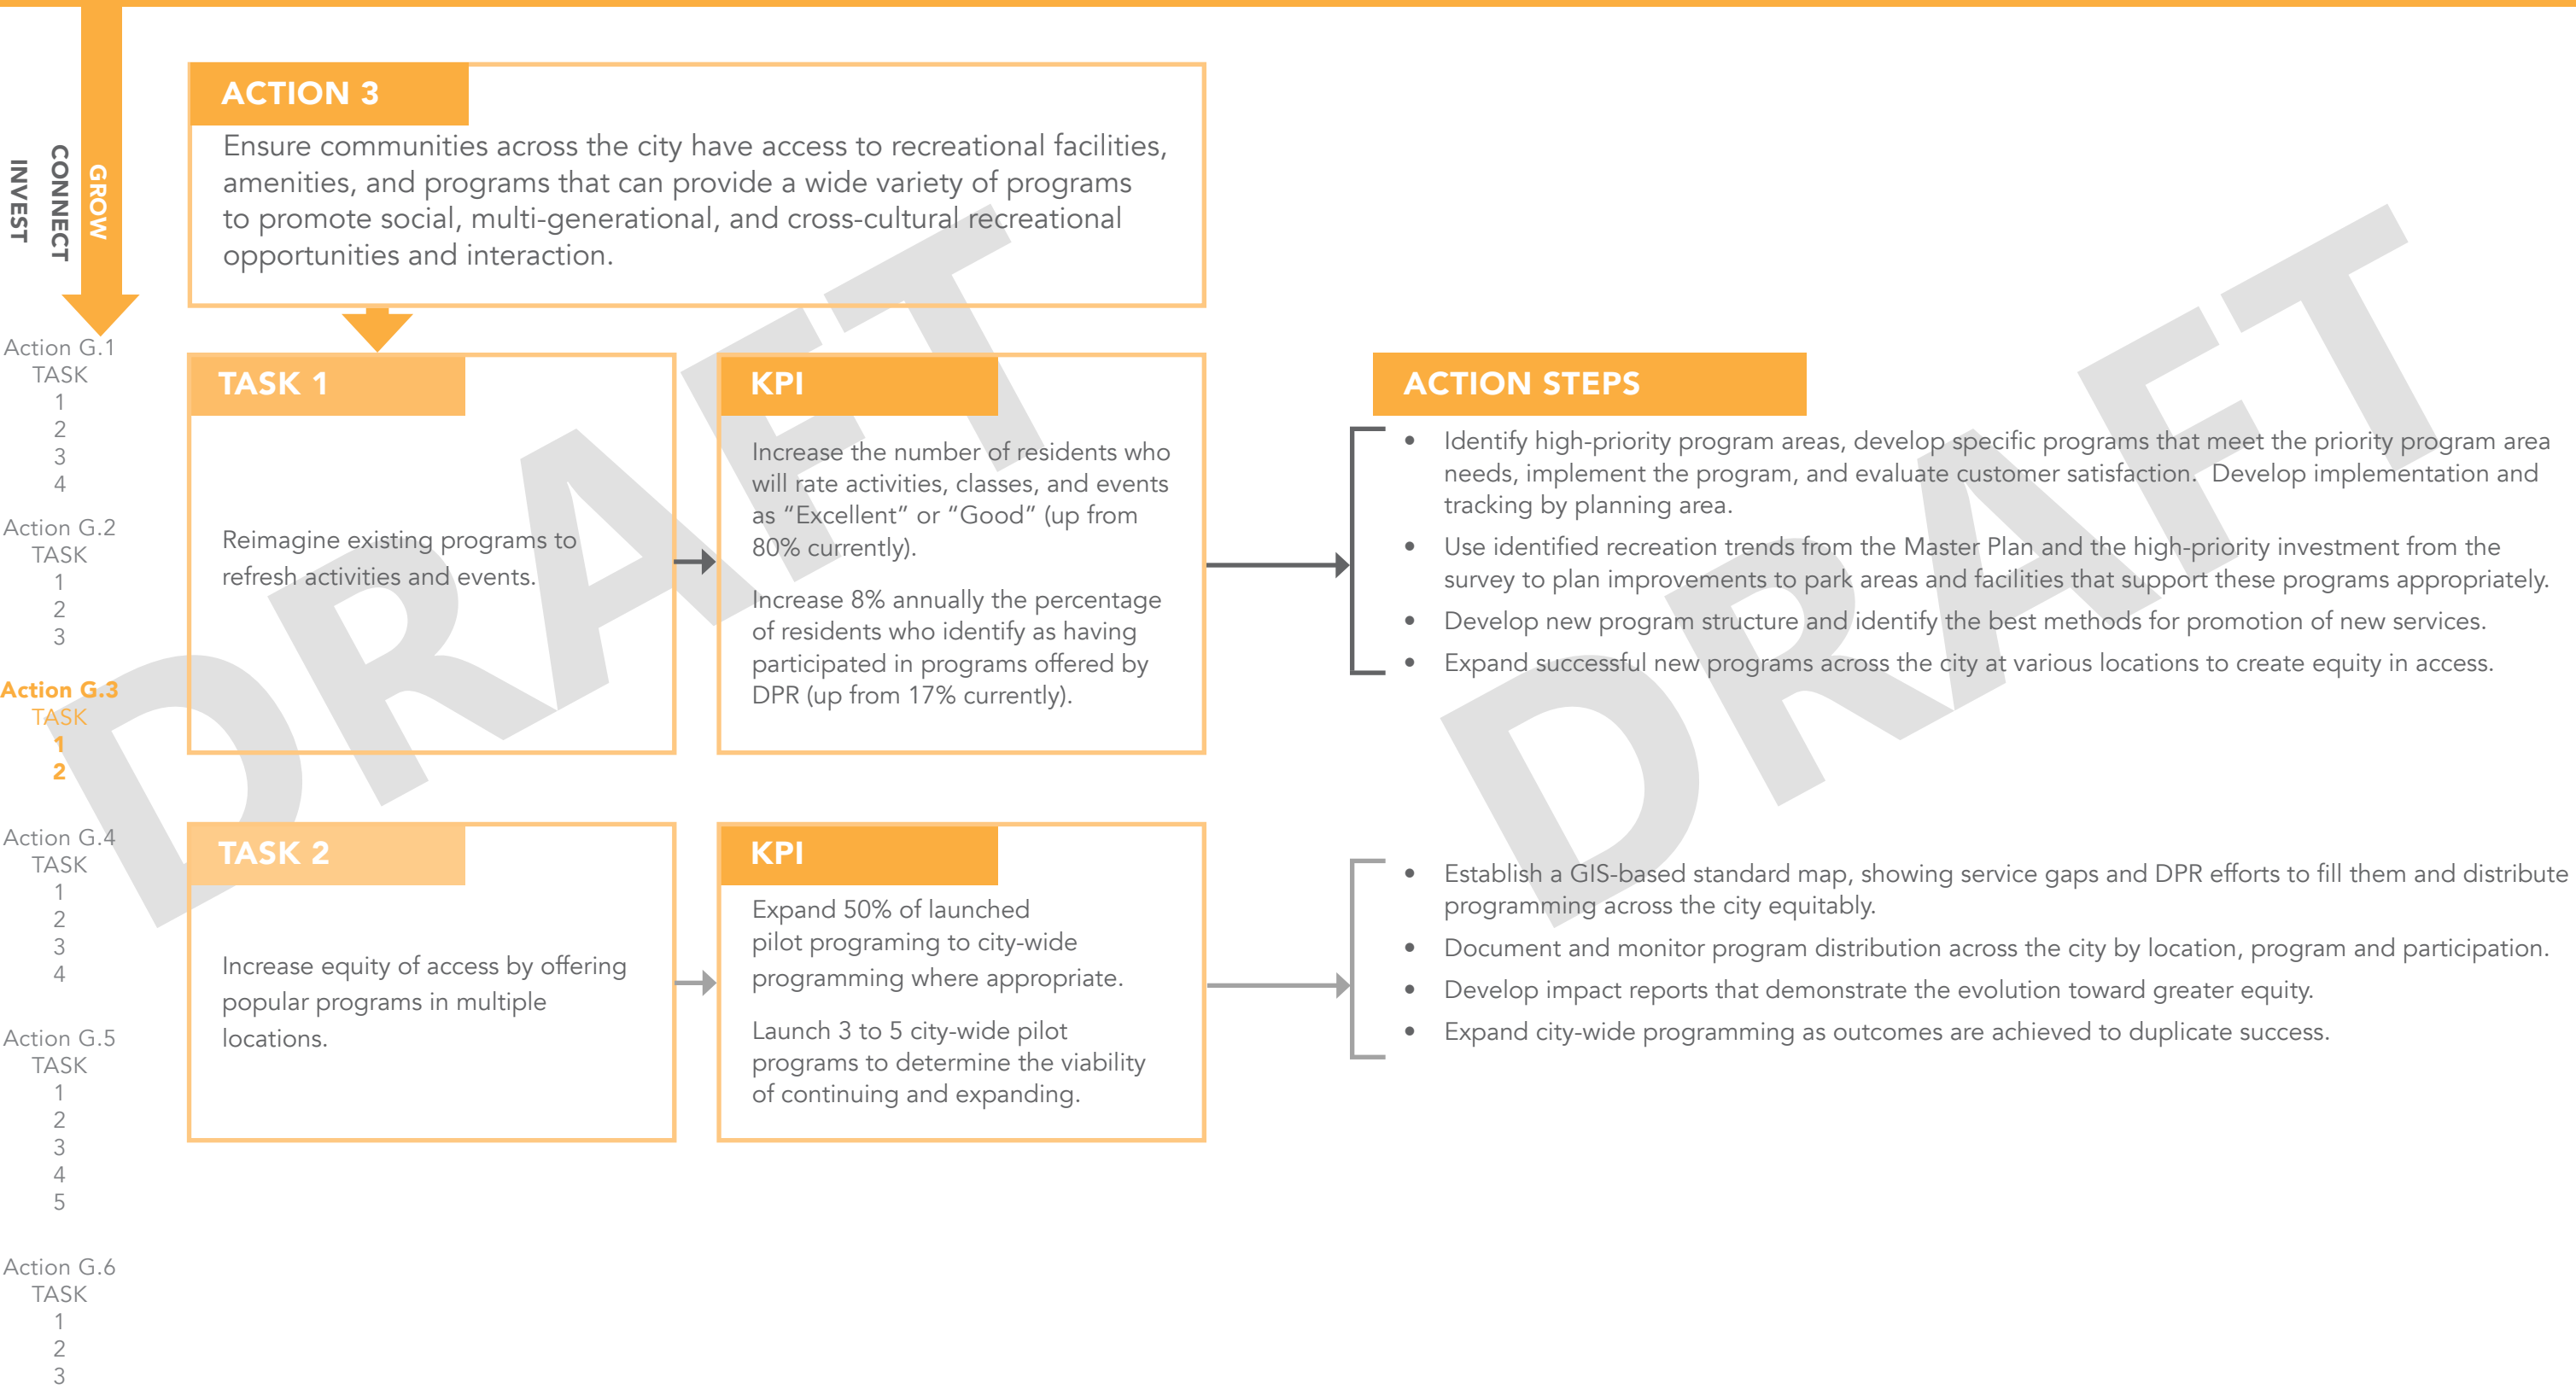 INVEST
CONNECT
GROW
Action G.1
TASK
1
2
3
4
Action G.2
TASK
1
2
3
Action G.3
TASK
1
2
Action G.4
TASK
1
2
3
4
Action G.5
TASK
1
2
3
4
5
Action G.6
TASK
1
2
3
ACTION 3
Ensure communities across the city have access to recreational facilities,
amenities, and programs that can provide a wide variety of programs
to promote social, multi-generational, and cross-cultural recreational
opportunities and interaction.
TASK 1
Reimagine existing programs to
refresh activities and events.
KPI
Increase the number of residents who
will rate activities, classes, and events
as “Excellent” or “Good” (up from
80% currently).
Increase 8% annually the percentage
of residents who identify as having
participated in programs offered by
DPR (up from 17% currently).
ACTION STEPS
• Identify high-priority program areas, develop specific programs that meet the priority program area
needs, implement the program, and evaluate customer satisfaction. Develop implementation and
tracking by planning area.
• Use identified recreation trends from the Master Plan and the high-priority investment from the
survey to plan improvements to park areas and facilities that support these programs appropriately.
• Develop new program structure and identify the best methods for promotion of new services.
• Expand successful new programs across the city at various locations to create equity in access.
TASK 2
Increase equity of access by offering
popular programs in multiple
locations.
KPI
Expand 50% of launched
pilot programing to city-wide
programming where appropriate.
Launch 3 to 5 city-wide pilot
programs to determine the viability
of continuing and expanding.
• Establish a GIS-based standard map, showing service gaps and DPR efforts to fill them and distribute
programming across the city equitably.
• Document and monitor program distribution across the city by location, program and participation.
• Develop impact reports that demonstrate the evolution toward greater equity.
• Expand city-wide programming as outcomes are achieved to duplicate success.
DRAFT
DRAFT